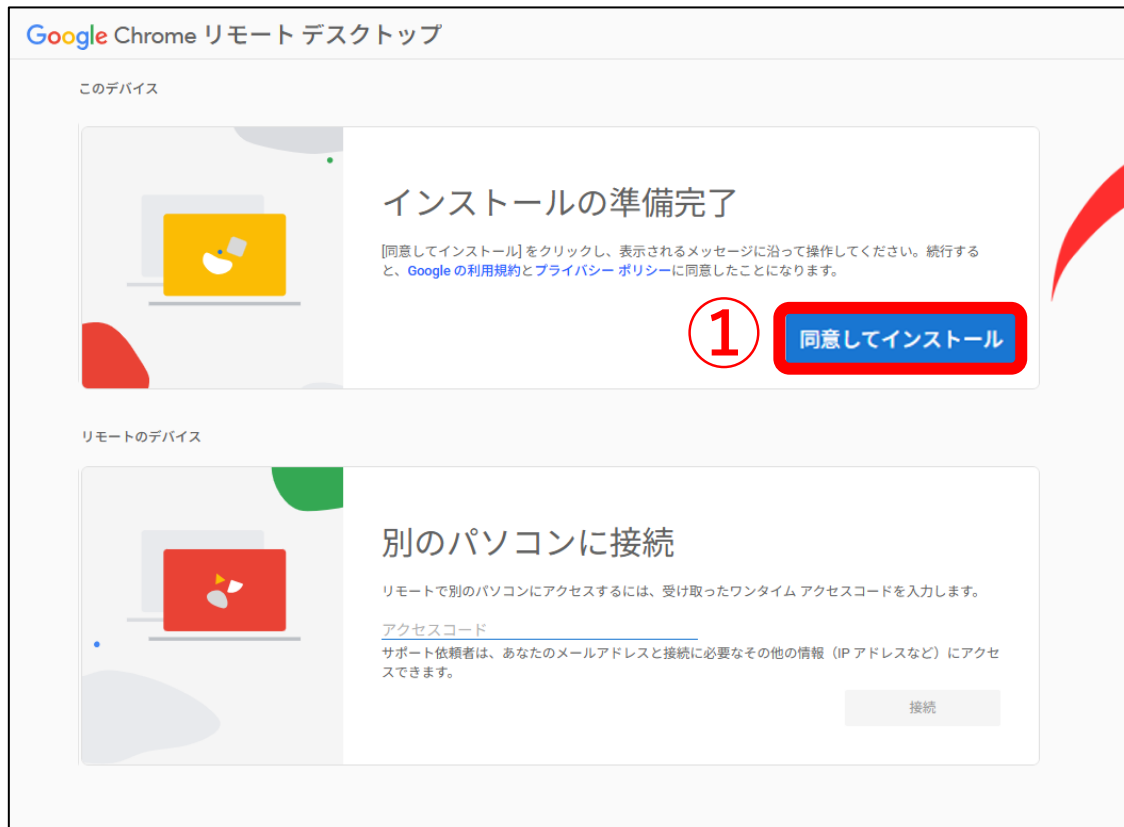 Google Chrome リモート デスクトップ
このデバイス
インストールの準備完了
[同意してインストール] をクリックし、表示されるメッセージに沿って操作してください。続行する
と、Google の利用規約とプライバシー ポリシーに同意したことになります。
① 同意してインストール
リモートのデバイス
別のパソコンに接続
リモートで別のパソコンにアクセスするには、受け取ったワンタイム アクセスコードを入力します。
アクセスコード
サポート依頼者は、あなたのメールアドレスと接続に必要なその他の情報（IP アドレスなど）にアクセ
スできます。
接続